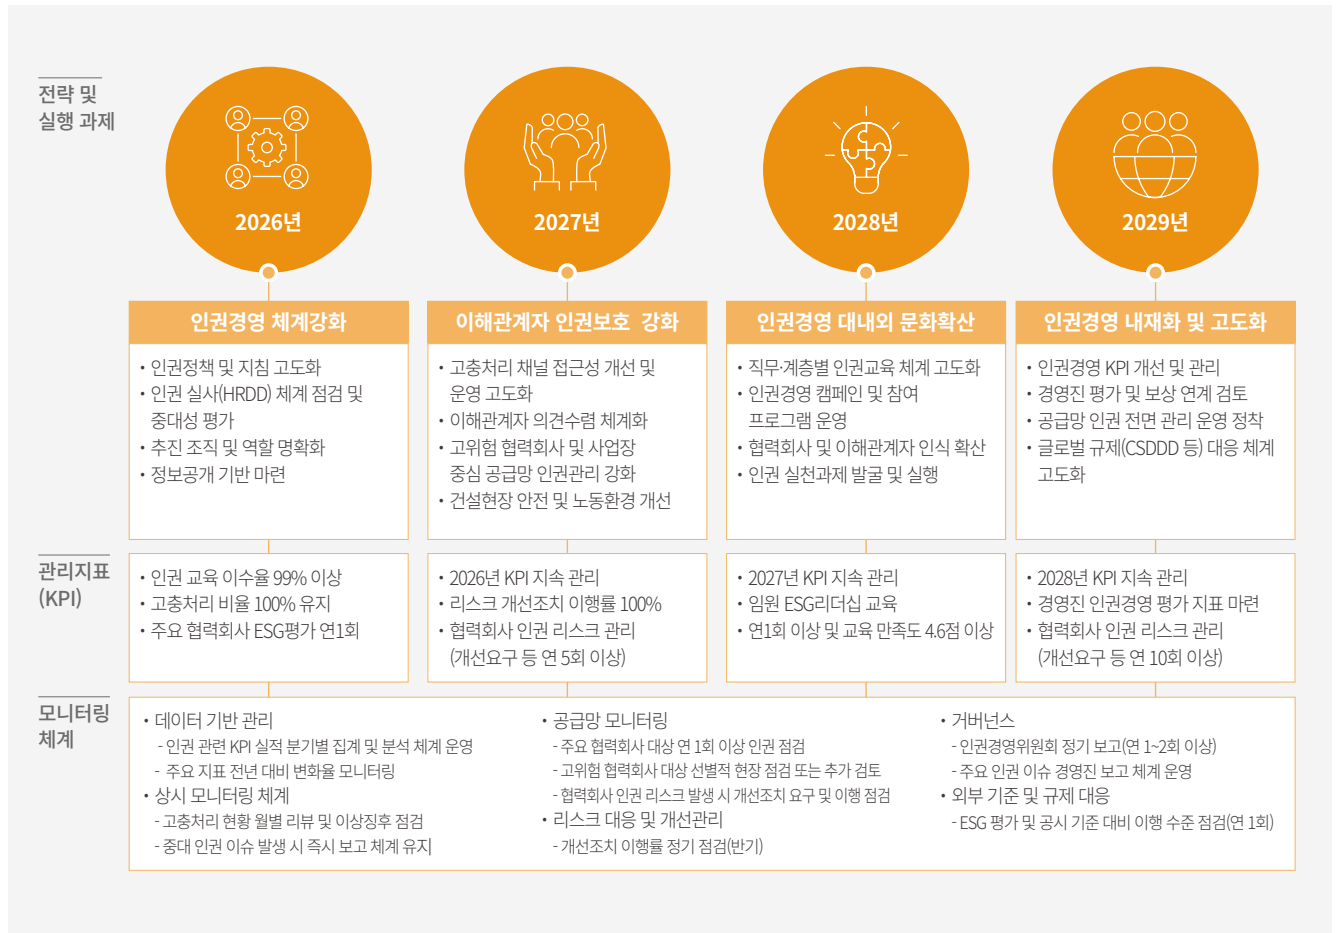 전략 및
실행 과제
2026년
2027년
2028년
2029년
인권경영 체계강화
• 인권정책 및 지침 고도화
• 인권 실사(HRDD) 체계 점검 및
중대성 평가
• 추진 조직 및 역할 명확화
• 정보공개 기반 마련
이해관계자 인권보호 강화
• 고충처리 채널 접근성 개선 및
운영 고도화
• 이해관계자 의견수렴 체계화
• 고위험 협력회사 및 사업장
중심 공급망 인권관리 강화
• 건설현장 안전 및 노동환경 개선
인권경영 대내외 문화확산
• 직무·계층별 인권교육 체계 고도화
• 인권경영 캠페인 및 참여
프로그램 운영
• 협력회사 및 이해관계자 인식 확산
• 인권 실천과제 발굴 및 실행
인권경영 내재화 및 고도화
• 인권경영 KPI 개선 및 관리
• 경영진 평가 및 보상 연계 검토
• 공급망 인권 전면 관리 운영 정착
• 글로벌 규제(CSDDD 등) 대응 체계
고도화
관리지표
(KPI)
• 인권 교육 이수율 99% 이상
• 고충처리 비율 100% 유지
• 주요 협력회사 ESG평가 연1회
• 2026년 KPI 지속 관리
• 리스크 개선조치 이행률 100%
• 협력회사 인권 리스크 관리
(개선요구 등 연 5회 이상)
• 2027년 KPI 지속 관리
• 임원 ESG리더십 교육
• 연1회 이상 및 교육 만족도 4.6점 이상
• 2028년 KPI 지속 관리
• 경영진 인권경영 평가 지표 마련
• 협력회사 인권 리스크 관리
(개선요구 등 연 10회 이상)
모니터링
체계
• 데이터 기반 관리
- 인권 관련 KPI 실적 분기별 집계 및 분석 체계 운영
- 주요 지표 전년 대비 변화율 모니터링
• 상시 모니터링 체계
- 고충처리 현황 월별 리뷰 및 이상징후 점검
- 중대 인권 이슈 발생 시 즉시 보고 체계 유지
• 공급망 모니터링
- 주요 협력회사 대상 연 1회 이상 인권 점검
- 고위험 협력회사 대상 선별적 현장 점검 또는 추가 검토
- 협력회사 인권 리스크 발생 시 개선조치 요구 및 이행 점검
• 리스크 대응 및 개선관리
- 개선조치 이행률 정기 점검(반기)
• 거버넌스
- 인권경영위원회 정기 보고(연 1~2회 이상)
- 주요 인권 이슈 경영진 보고 체계 운영
• 외부 기준 및 규제 대응
- ESG 평가 및 공시 기준 대비 이행 수준 점검(연 1회)